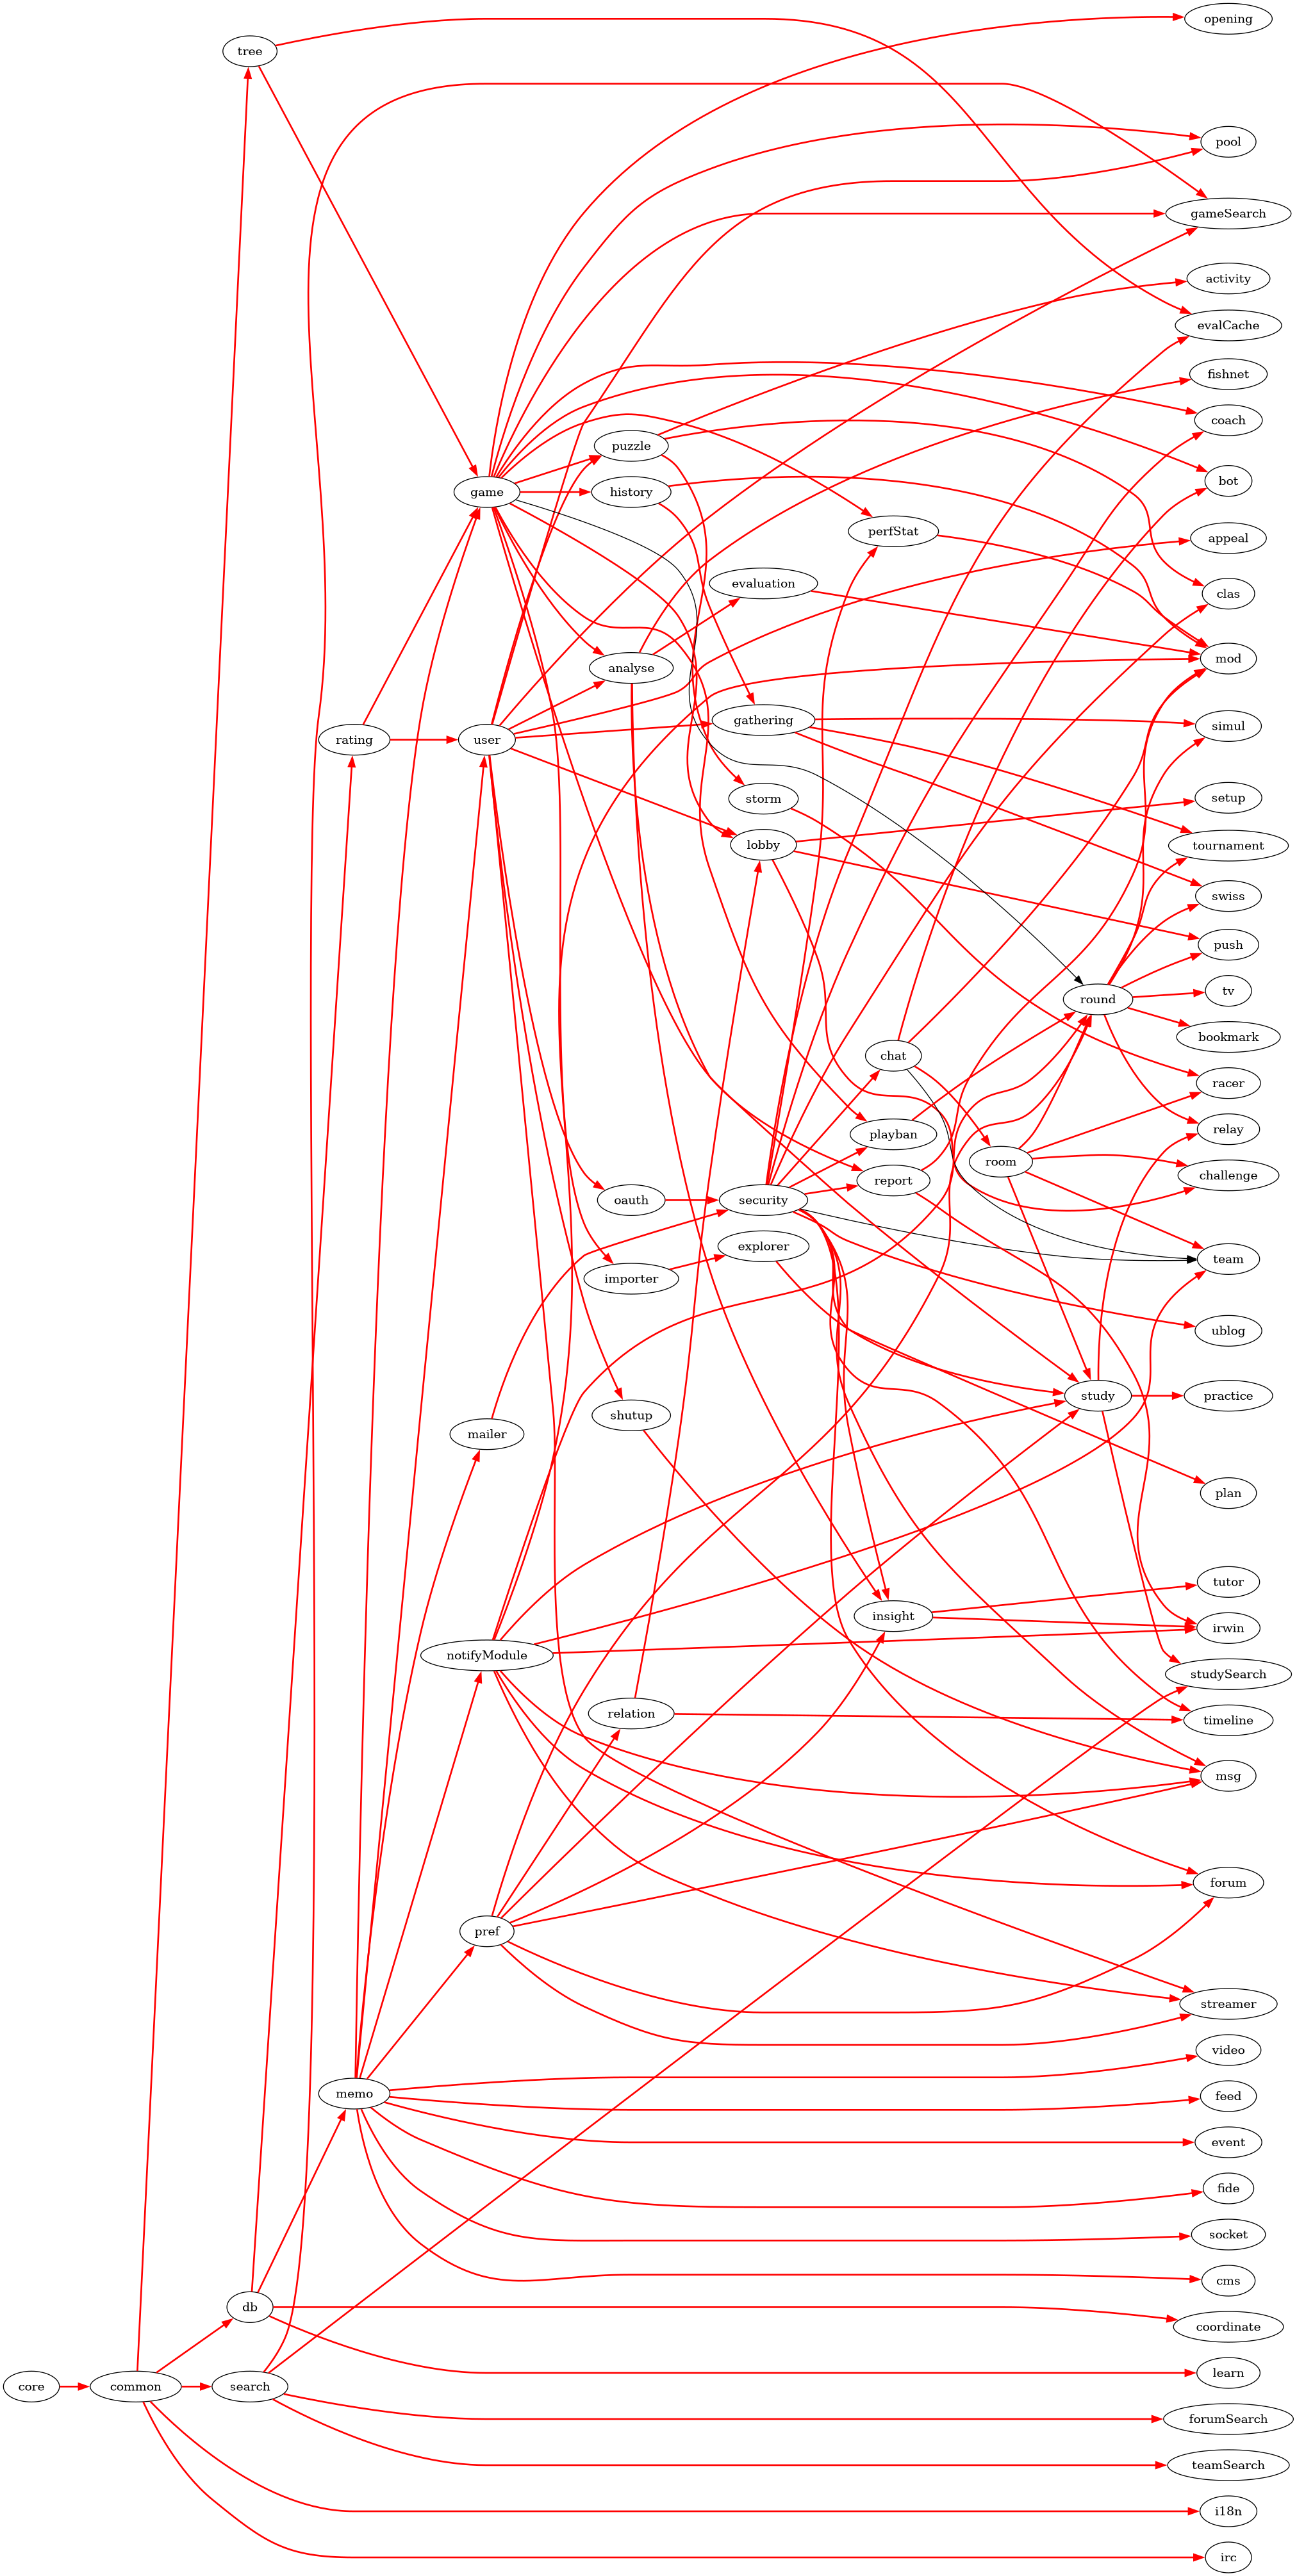 opening
tree
pool
gameSearch
activity
evalCache
fishnet
coach
puzzle
bot
game
history
perfStat
appeal
evaluation
clas
mod
analyse
gathering
simul
rating
user
setup
storm
lobby
tournament
swiss
push
tv
round
bookmark
chat
racer
relay
playban
room
challenge
report
oauth
security
explorer
team
importer
ublog
study
practice
shutup
mailer
plan
tutor
insight
irwin
notifyModule
studySearch
relation
timeline
msg
forum
pref
streamer
video
memo
feed
event
fide
socket
cms
db
coordinate
learn
core
common
search
forumSearch
teamSearch
i18n
irc